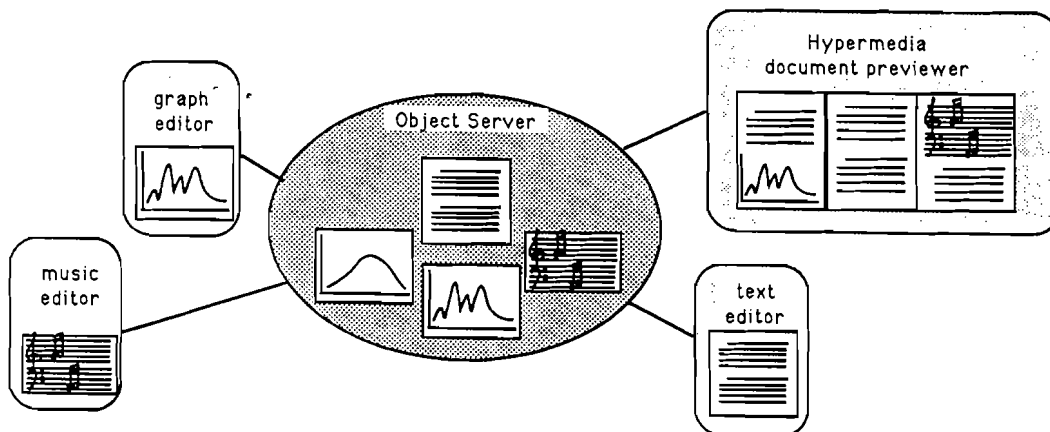 graph
editor
Object Server
Hypermedia
document previewer
music
editor
text
editor